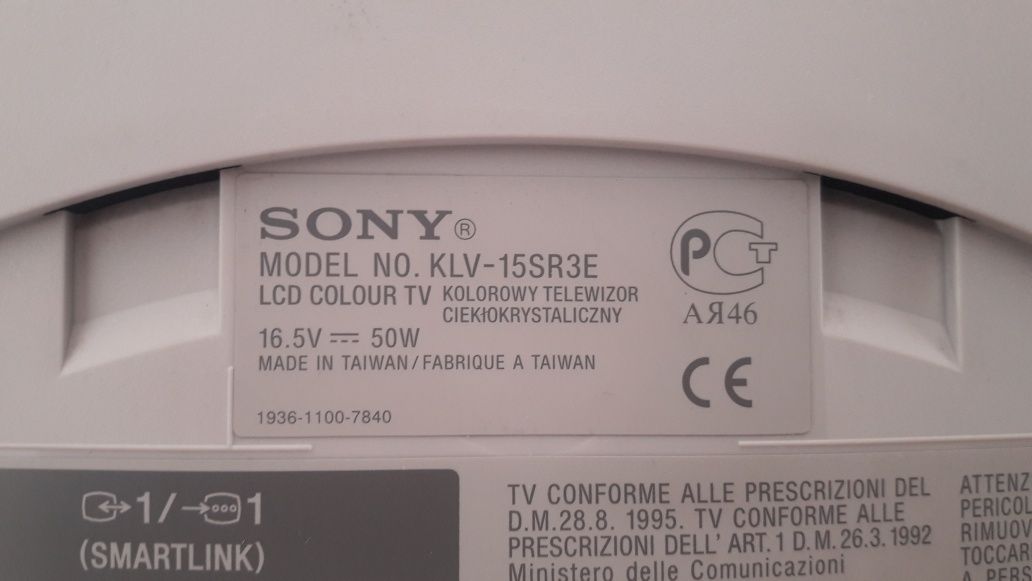 SONY®
MODEL NO. KLV-15SR3E
LCD COLOUR TV KOLOROWY TELEWIZOR
CIEKŁOKRYSTALICZNY
16.5V ⎓ 50W
MADE IN TAIWAN/FABRIQUE A TAIWAN
1936-1100-7840
РСТ
АЯ46
CE
1/ 1
(SMARTLINK)
TV CONFORME ALLE PRESCRIZIONI DEL
D.M.28.8. 1995. TV CONFORME ALLE
PRESCRIZIONI DELL' ART.1 D.M.26.3.1992
Ministero delle Comunicazioni
ATTENZ
PERICOL
RIMUOV
TOCCAR
A PERS